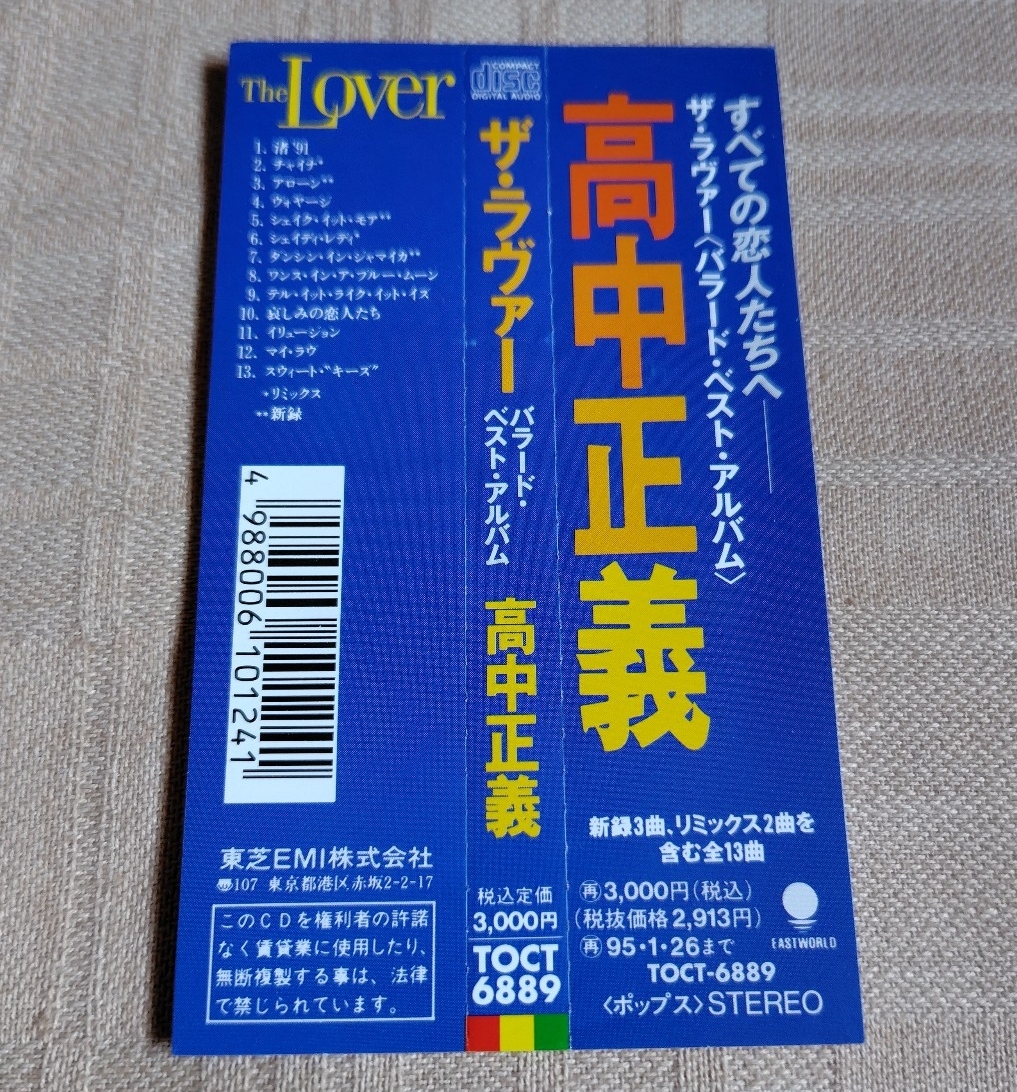 The Lover
1. 渚 '91
2. チャイナ*
3. アローン**
4. ヴォヤージ
5. シェイク・イット・モア**
6. シェイディ・レディ*
7. ダンシン・イン・ジャマイカ**
8. ワンス・イン・ア・ブルー・ムーン
9. テル・イット・ライク・イット・イズ
10. 哀しみの恋人たち
11. イリュージョン
12. マイ・ラヴ
13. スウィート・“キーズ”
*リミックス
**新録
4 988006 101241
東芝EMI株式会社
〠107 東京都港区赤坂2-2-17
このCDを権利者の許諾
なく賃貸業に使用したり、
無断複製する事は、法律
で禁じられています。
COMPACT
disc
DIGITAL AUDIO
ザ・ラヴァー
バラード・
ベスト・アルバム
高中正義
税込定価
3,000円
TOCT
6889
すべての恋人たちへ——
ザ・ラヴァー〈バラード・ベスト・アルバム〉
高中正義
新録3曲、リミックス2曲を
含む全13曲
㊢3,000円(税込)
(税抜価格2,913円)
95・1・26まで
EASTWORLD
TOCT-6889
〈ポップス〉STEREO